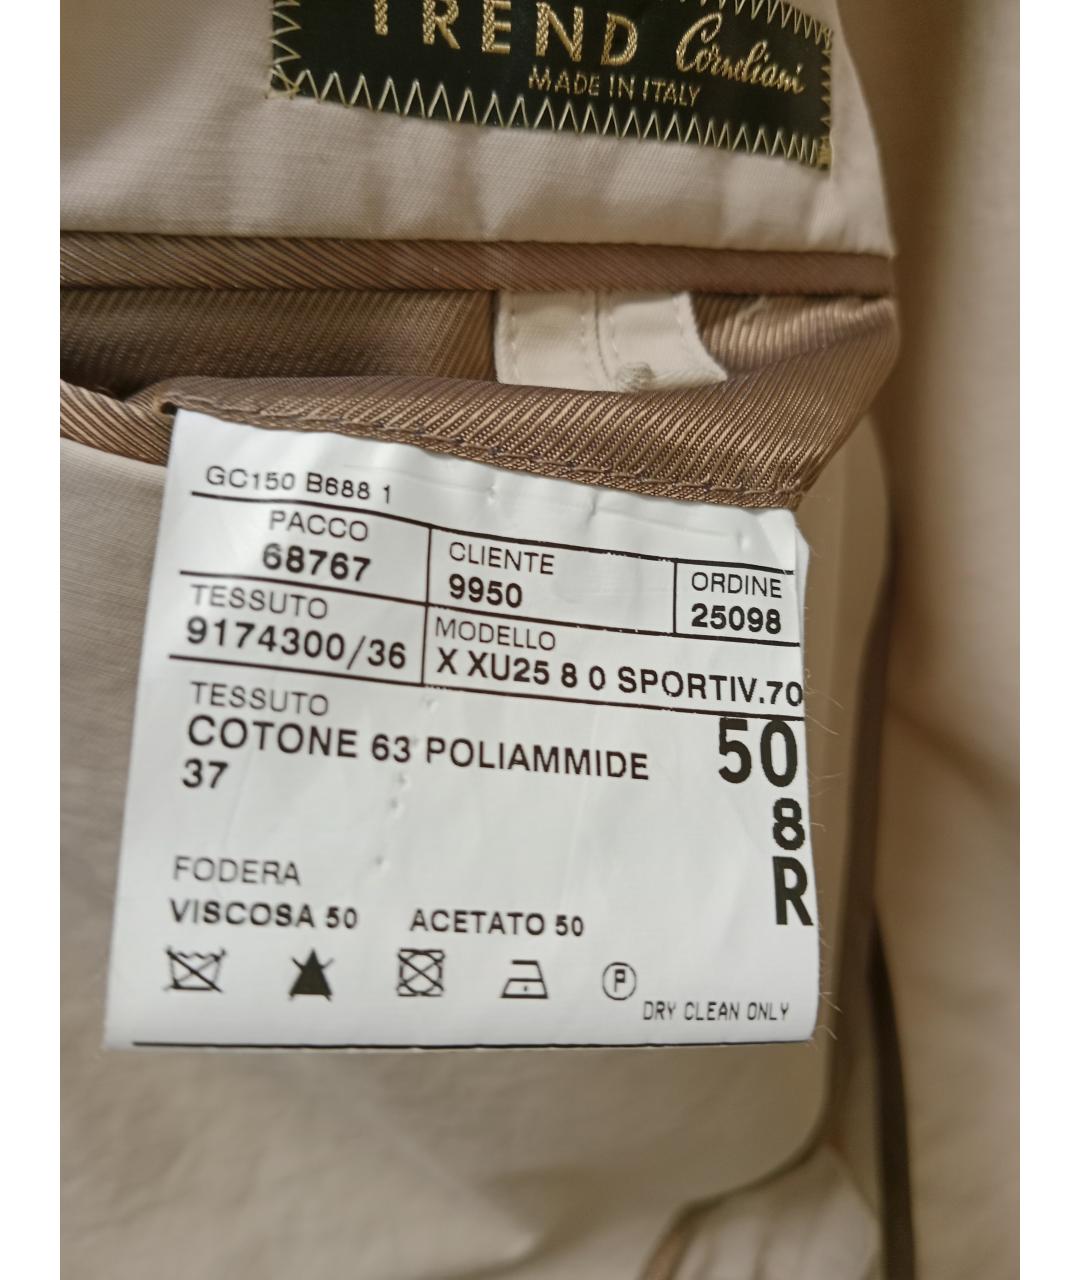 TREND Corneliani
MADE IN ITALY
GC150 B688 1
PACCO
68767
CLIENTE
9950
ORDINE
25098
TESSUTO
9174300/36
MODELLO
X XU25 8 0 SPORTIV.70
TESSUTO
COTONE 63 POLIAMMIDE
37
50
8
R
FODERA
VISCOSA 50 ACETATO 50
P
DRY CLEAN ONLY